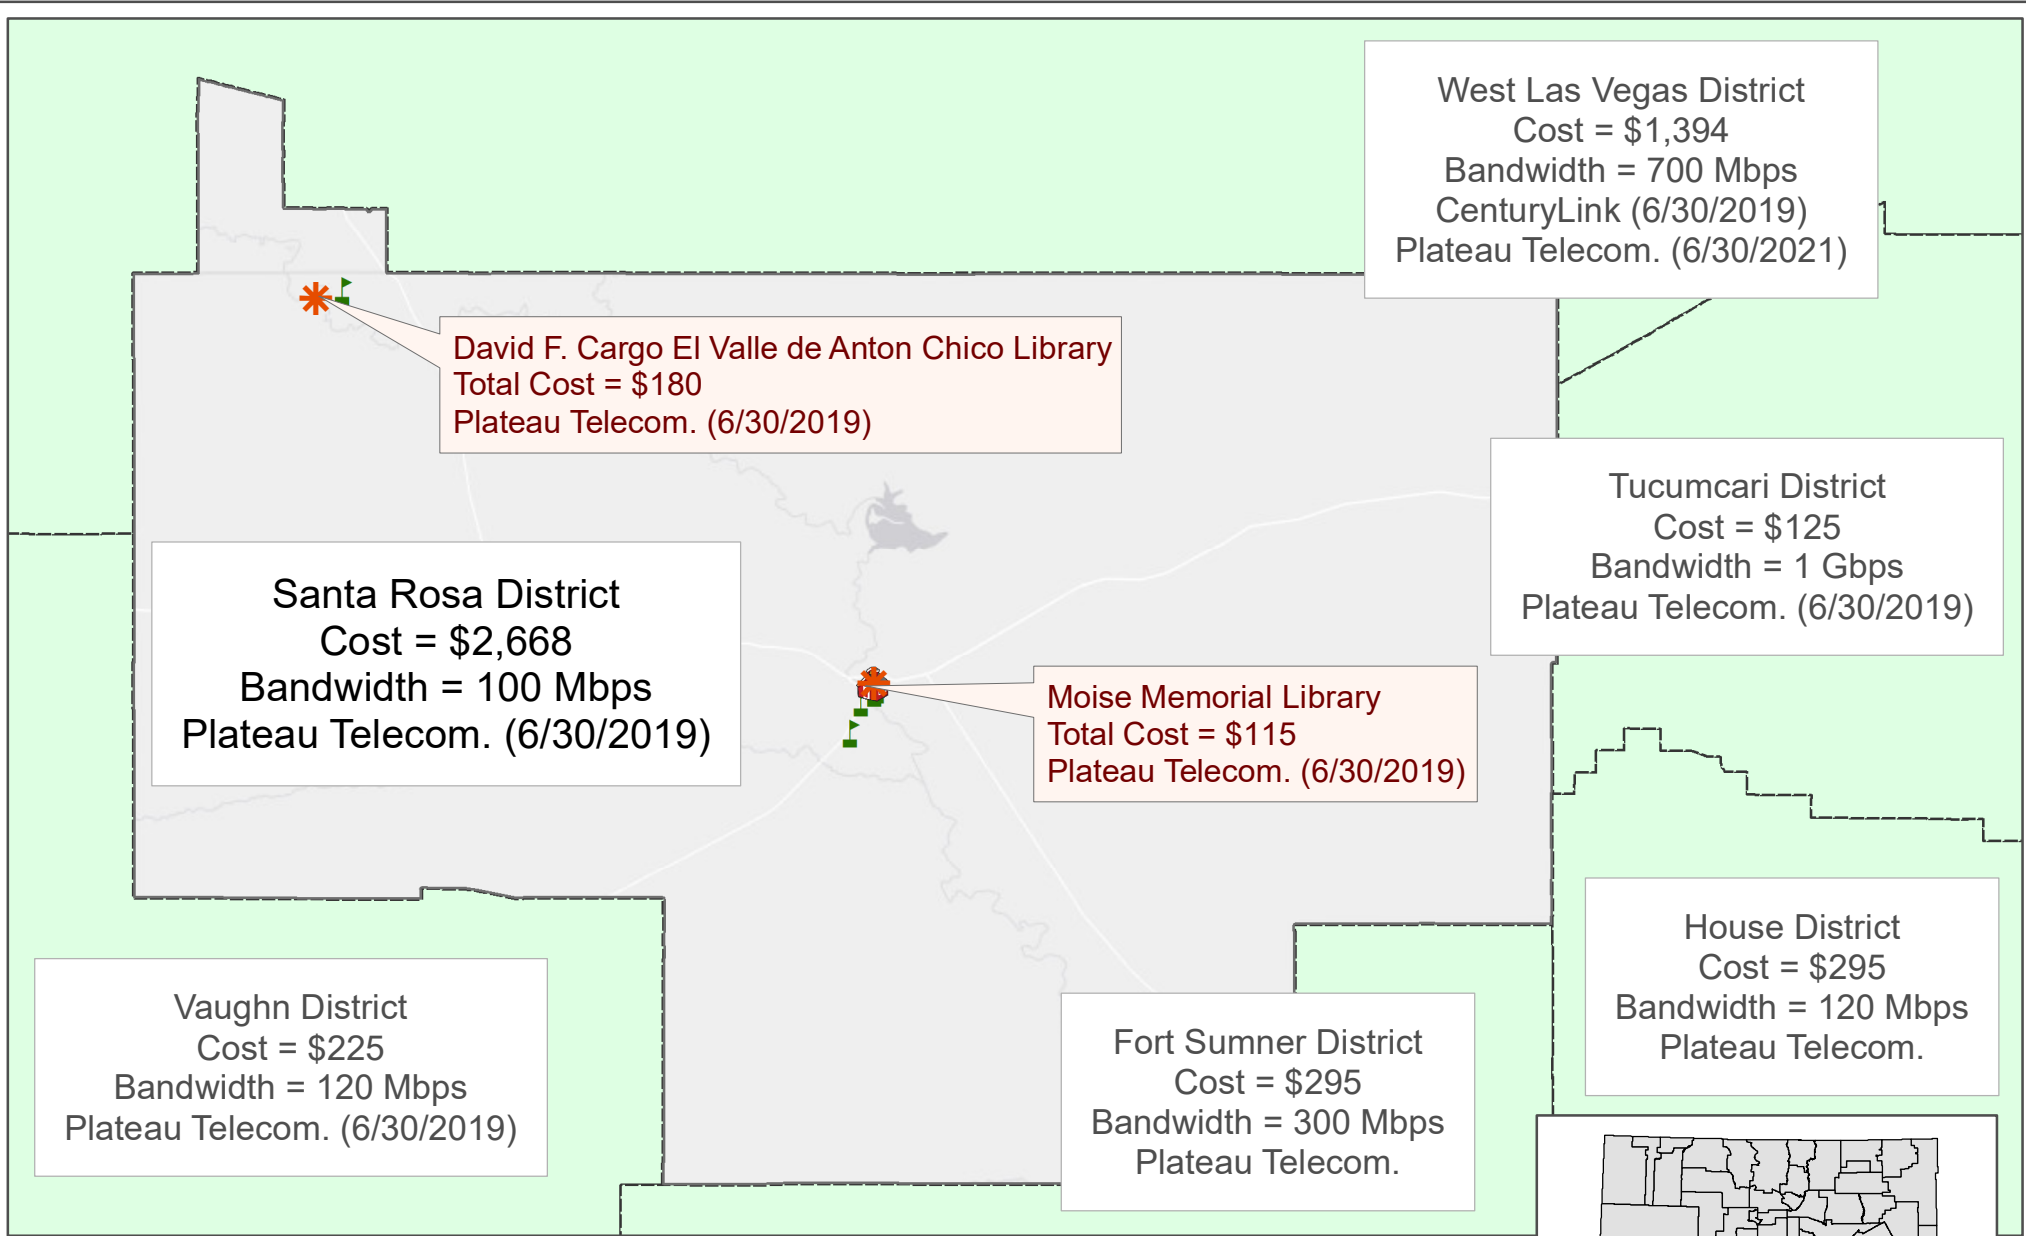 West Las Vegas District
Cost = $1,394
Bandwidth = 700 Mbps
CenturyLink (6/30/2019)
Plateau Telecom. (6/30/2021)
David F. Cargo El Valle de Anton Chico Library
Total Cost = $180
Plateau Telecom. (6/30/2019)
Tucumcari District
Cost = $125
Bandwidth = 1 Gbps
Plateau Telecom. (6/30/2019)
Santa Rosa District
Cost = $2,668
Bandwidth = 100 Mbps
Plateau Telecom. (6/30/2019)
Moise Memorial Library
Total Cost = $115
Plateau Telecom. (6/30/2019)
House District
Cost = $295
Bandwidth = 120 Mbps
Plateau Telecom.
Vaughn District
Cost = $225
Bandwidth = 120 Mbps
Plateau Telecom. (6/30/2019)
Fort Sumner District
Cost = $295
Bandwidth = 300 Mbps
Plateau Telecom.